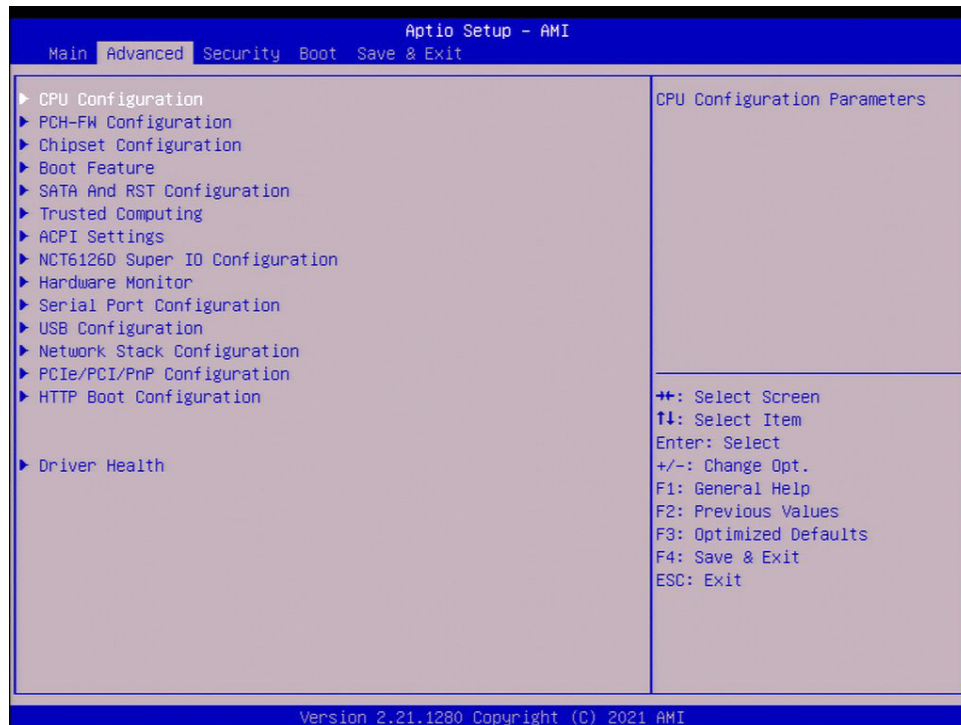 Aptio Setup – AMI
Main Advanced Security Boot Save & Exit
▶ CPU Configuration
▶ PCH-FW Configuration
▶ Chipset Configuration
▶ Boot Feature
▶ SATA And RST Configuration
▶ Trusted Computing
▶ ACPI Settings
▶ NCT6126D Super IO Configuration
▶ Hardware Monitor
▶ Serial Port Configuration
▶ USB Configuration
▶ Network Stack Configuration
▶ PCIe/PCI/PnP Configuration
▶ HTTP Boot Configuration
▶ Driver Health
CPU Configuration Parameters
→←: Select Screen
↑↓: Select Item
Enter: Select
+/-: Change Opt.
F1: General Help
F2: Previous Values
F3: Optimized Defaults
F4: Save & Exit
ESC: Exit
Version 2.21.1280 Copyright (C) 2021 AMI